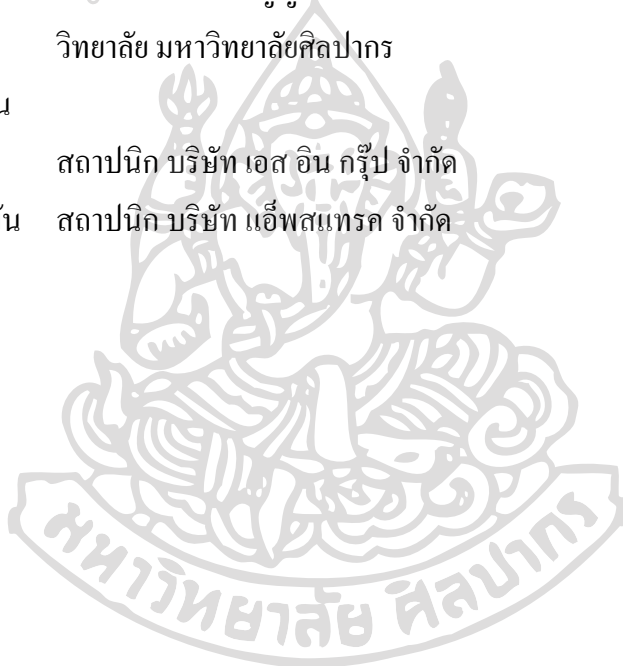 วิทยาลัย มหาวิทยาลัยศิลปากร
น
สถาปนิก บริษัท เอส อิน กรุ๊ป จำกัด
ัน สถาปนิก บริษัท แอ็พสแทรค จำกัด
มหาวิทยาลัย ศิลปากร